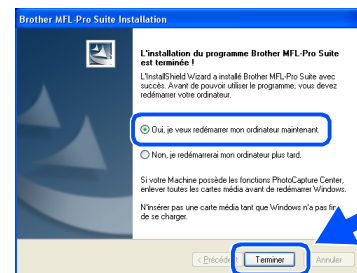 Brother MFL-Pro Suite Installation
L'installation du programme Brother MFL-Pro Suite
est terminée !
L'InstallShield Wizard a installé Brother MFL-Pro Suite avec
succès. Avant de pouvoir utiliser le programme, vous devez
redémarrer votre ordinateur.
Oui, je veux redémarrer mon ordinateur maintenant.
Non, je redémarrerai mon ordinateur plus tard.
Si votre Machine possède les fonctions PhotoCapture Center,
enlever toutes les cartes média avant de redémarrer Windows.
N'insérer pas une carte média tant que Windows n'a pas fini
de se charger.
< Précédent Terminer Annuler